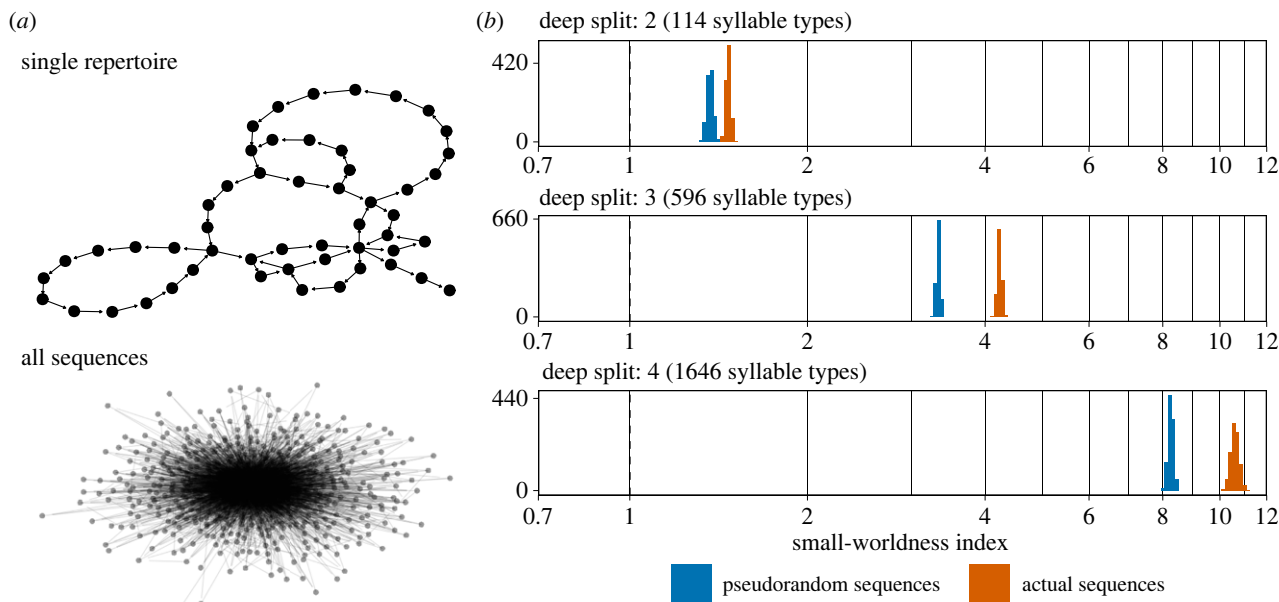 (a)
single repertoire
all sequences
(b)
deep split: 2 (114 syllable types)
420
0
0.7 1 2 4 6 8 10 12
deep split: 3 (596 syllable types)
660
0
0.7 1 2 4 6 8 10 12
deep split: 4 (1646 syllable types)
440
0
0.7 1 2 4 6 8 10 12
small-worldness index
pseudorandom sequences actual sequences